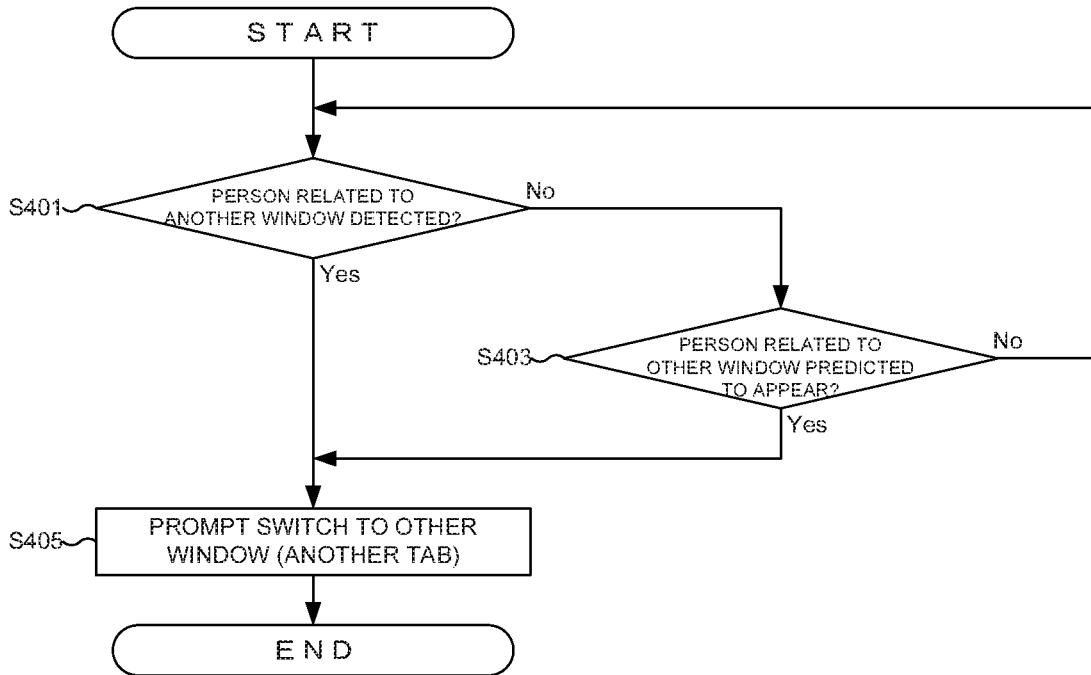 START
S401
PERSON RELATED TO
ANOTHER WINDOW DETECTED?
No
Yes
S403
PERSON RELATED TO
OTHER WINDOW PREDICTED
TO APPEAR?
No
Yes
S405
PROMPT SWITCH TO OTHER
WINDOW (ANOTHER TAB)
END